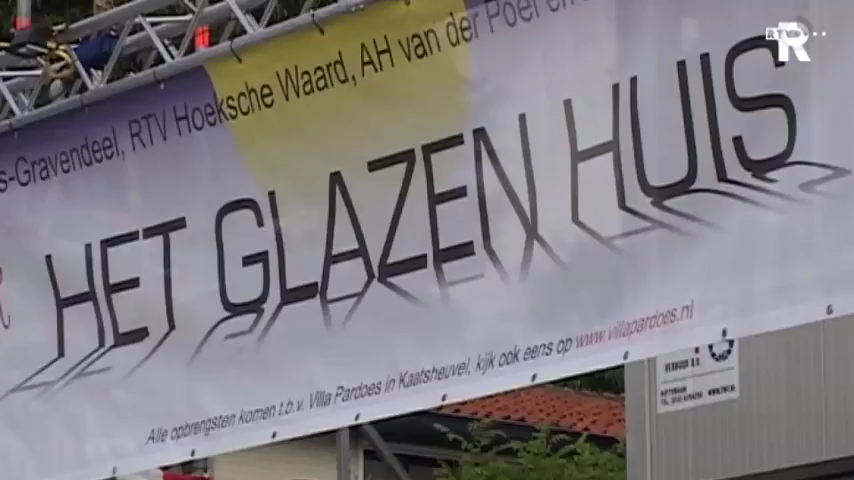 s-Gravendeel, RTV Hoeksche Waard, AH van der Poel en
RTV
R
HET GLAZEN HUIS
Alle opbrengsten komen t.b.v. Villa Pardoes in Kaatsheuvel, kijk ook eens op www.villapardoes.nl